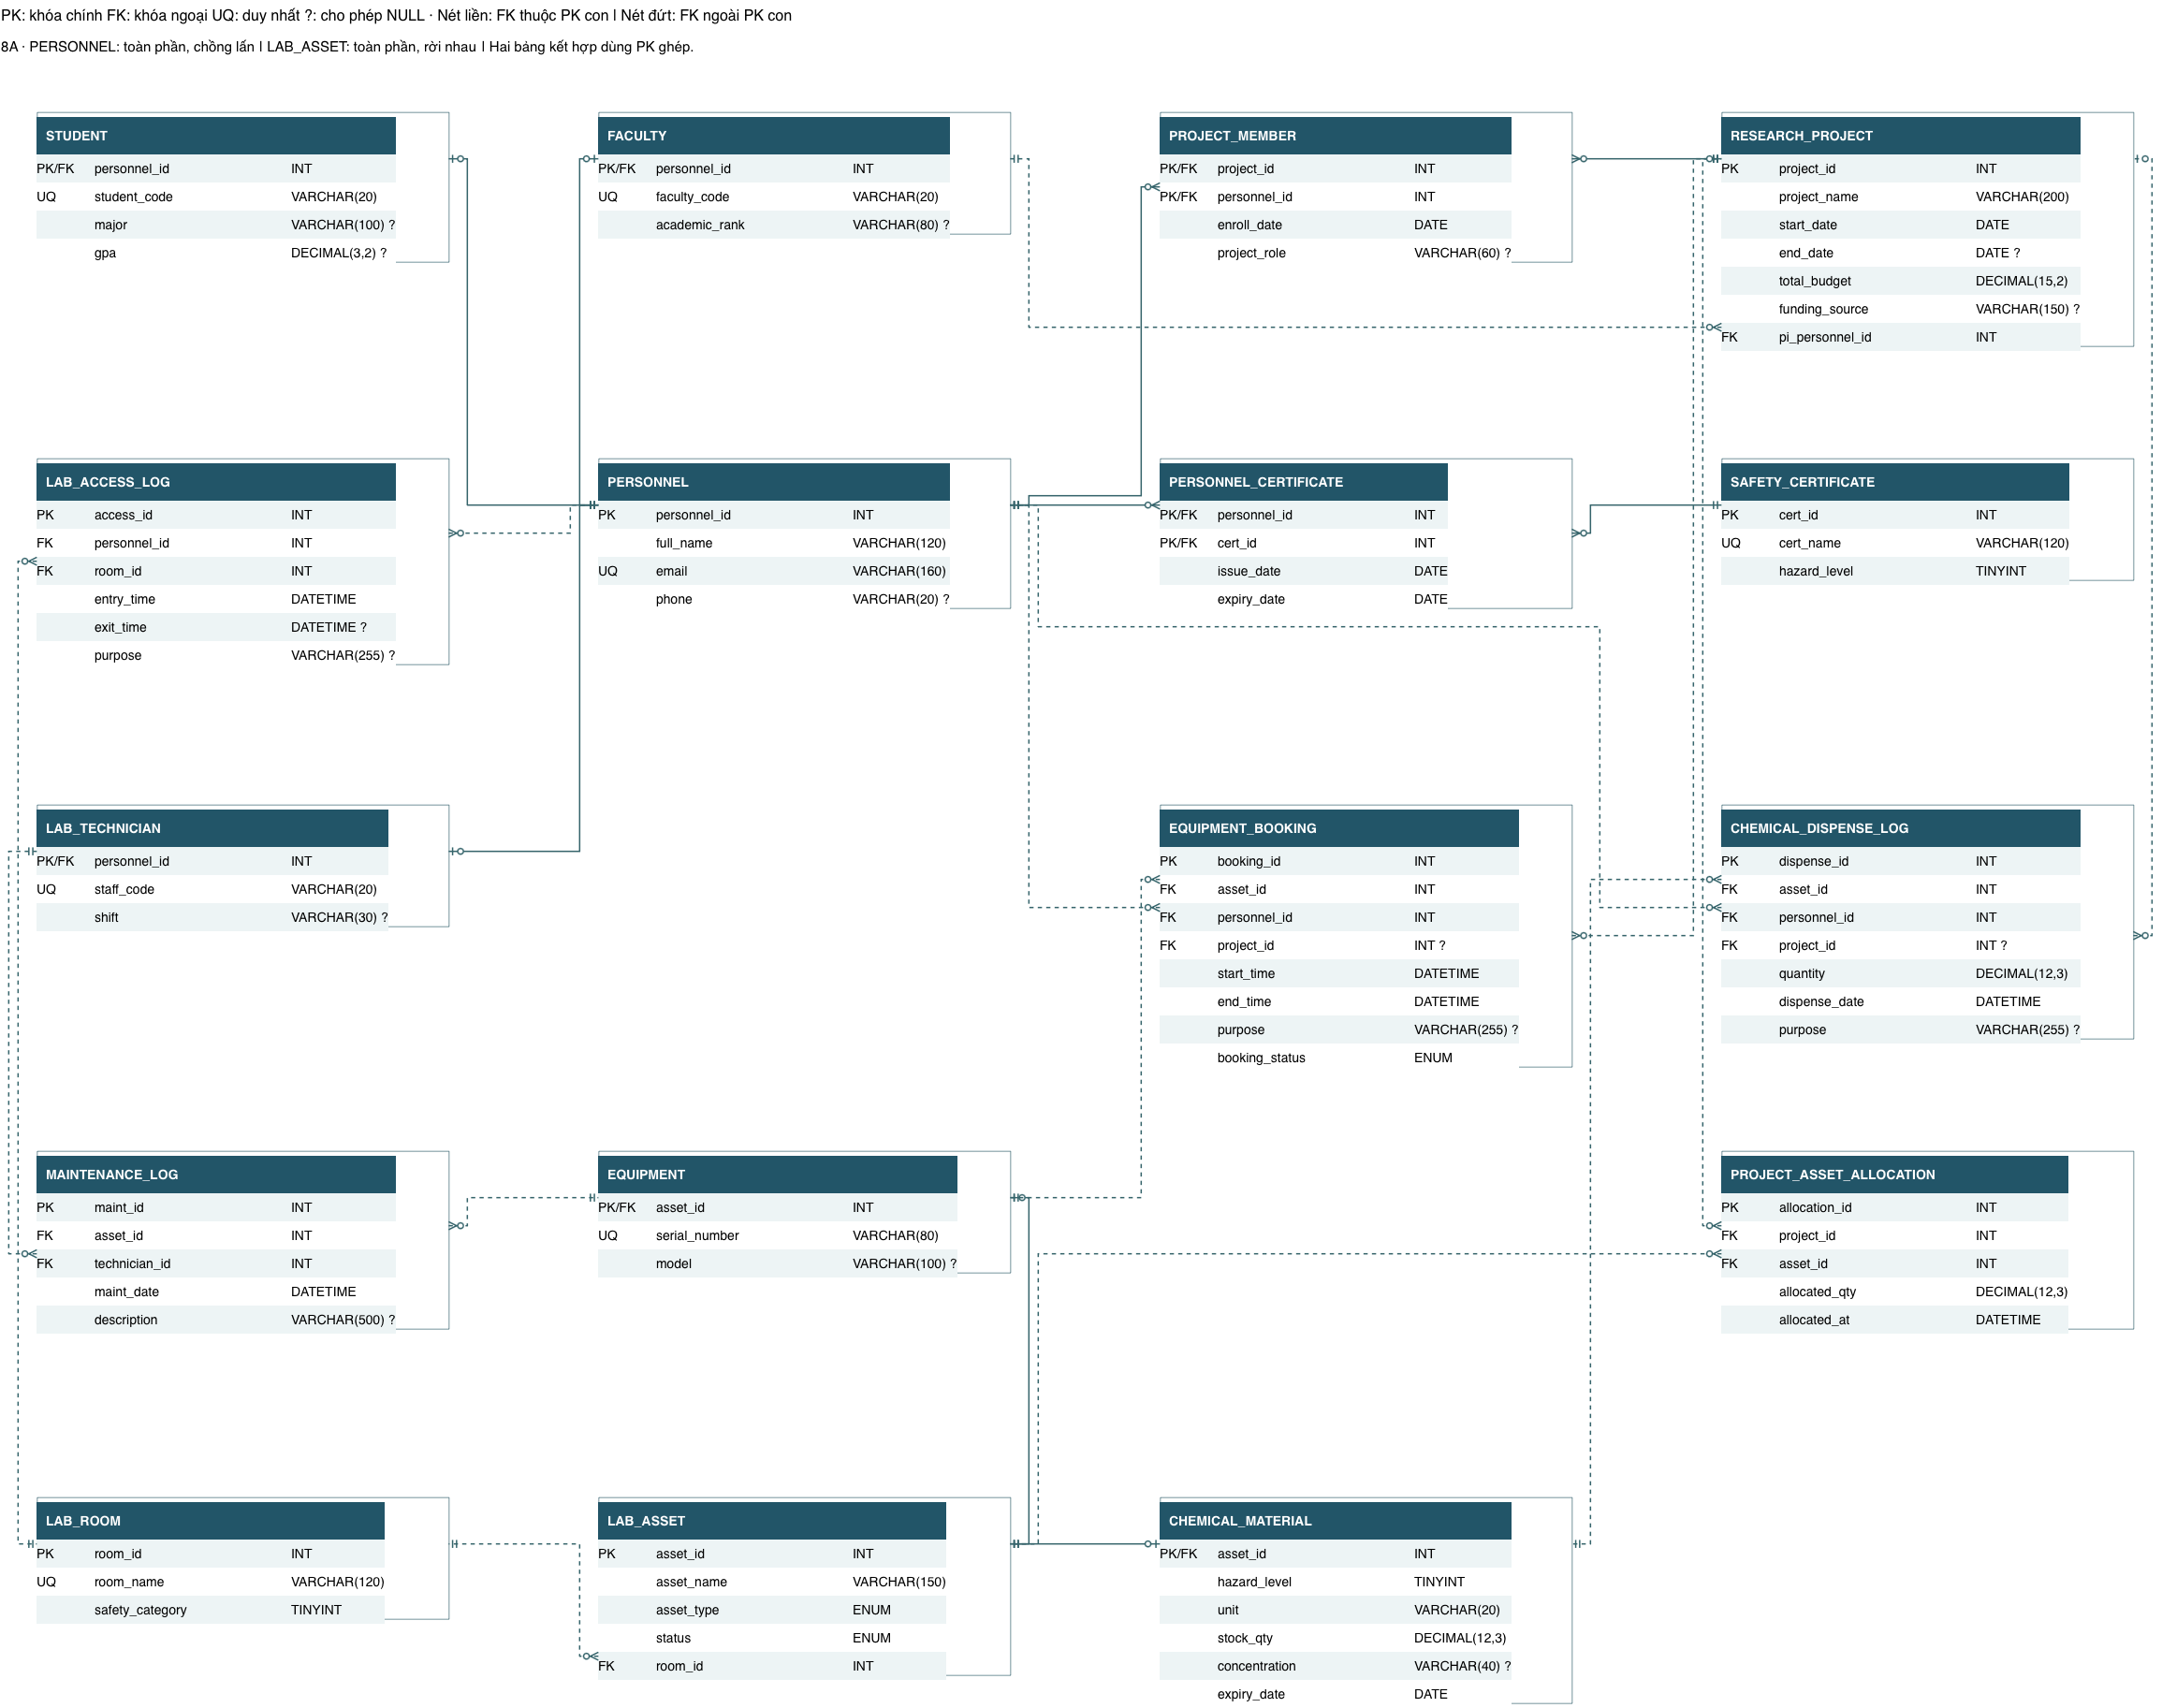 PK: khóa chính FK: khóa ngoại UQ: duy nhất ?: cho phép NULL · Nét liền: FK thuộc PK con | Nét đứt: FK ngoài PK con
8A · PERSONNEL: toàn phần, chồng lấn | LAB_ASSET: toàn phần, rời nhau | Hai bảng kết hợp dùng PK ghép.
STUDENT
PK/FK personnel_id INT
UQ student_code VARCHAR(20)
major VARCHAR(100) ?
gpa DECIMAL(3,2) ?
FACULTY
PK/FK personnel_id INT
UQ faculty_code VARCHAR(20)
academic_rank VARCHAR(80) ?
PROJECT_MEMBER
PK/FK project_id INT
PK/FK personnel_id INT
enroll_date DATE
project_role VARCHAR(60) ?
RESEARCH_PROJECT
PK project_id INT
project_name VARCHAR(200)
start_date DATE
end_date DATE ?
total_budget DECIMAL(15,2)
funding_source VARCHAR(150) ?
FK pi_personnel_id INT
LAB_ACCESS_LOG
PK access_id INT
FK personnel_id INT
FK room_id INT
entry_time DATETIME
exit_time DATETIME ?
purpose VARCHAR(255) ?
PERSONNEL
PK personnel_id INT
full_name VARCHAR(120)
UQ email VARCHAR(160)
phone VARCHAR(20) ?
PERSONNEL_CERTIFICATE
PK/FK personnel_id INT
PK/FK cert_id INT
issue_date DATE
expiry_date DATE
SAFETY_CERTIFICATE
PK cert_id INT
UQ cert_name VARCHAR(120)
hazard_level TINYINT
LAB_TECHNICIAN
PK/FK personnel_id INT
UQ staff_code VARCHAR(20)
shift VARCHAR(30) ?
EQUIPMENT_BOOKING
PK booking_id INT
FK asset_id INT
FK personnel_id INT
FK project_id INT ?
start_time DATETIME
end_time DATETIME
purpose VARCHAR(255) ?
booking_status ENUM
CHEMICAL_DISPENSE_LOG
PK dispense_id INT
FK asset_id INT
FK personnel_id INT
FK project_id INT ?
quantity DECIMAL(12,3)
dispense_date DATETIME
purpose VARCHAR(255) ?
MAINTENANCE_LOG
PK maint_id INT
FK asset_id INT
FK technician_id INT
maint_date DATETIME
description VARCHAR(500) ?
EQUIPMENT
PK/FK asset_id INT
UQ serial_number VARCHAR(80)
model VARCHAR(100) ?
PROJECT_ASSET_ALLOCATION
PK allocation_id INT
FK project_id INT
FK asset_id INT
allocated_qty DECIMAL(12,3)
allocated_at DATETIME
LAB_ROOM
PK room_id INT
UQ room_name VARCHAR(120)
safety_category TINYINT
LAB_ASSET
PK asset_id INT
asset_name VARCHAR(150)
asset_type ENUM
status ENUM
FK room_id INT
CHEMICAL_MATERIAL
PK/FK asset_id INT
hazard_level TINYINT
unit VARCHAR(20)
stock_qty DECIMAL(12,3)
concentration VARCHAR(40) ?
expiry_date DATE